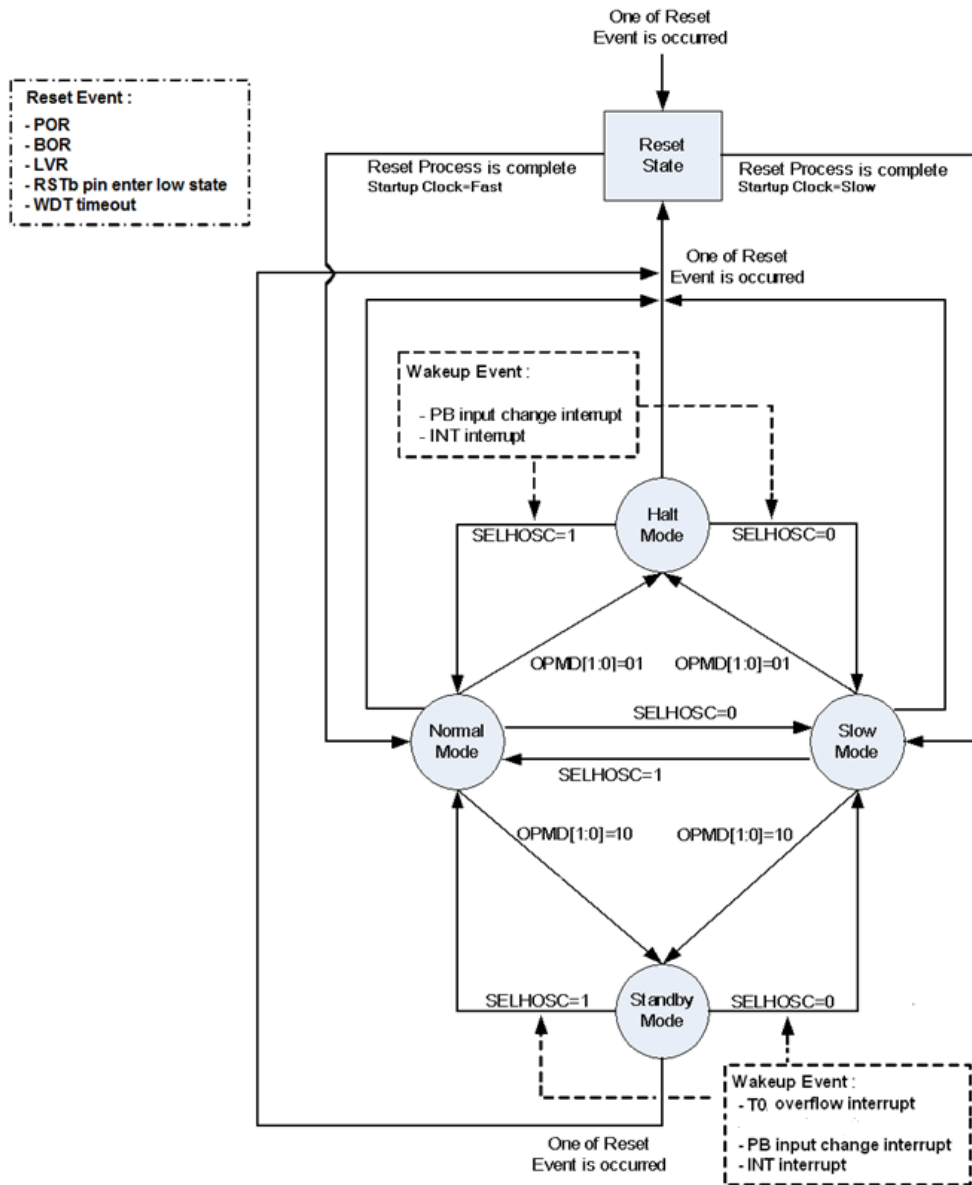 One of Reset
Event is occurred
Reset Event :
- POR
- BOR
- LVR
- RSTb pin enter low state
- WDT timeout
Reset
State
Reset Process is complete
Startup Clock=Fast
Reset Process is complete
Startup Clock=Slow
One of Reset
Event is occurred
Wakeup Event :
- PB input change interrupt
- INT interrupt
Halt
Mode
SELHOSC=1
SELHOSC=0
OPMD[1:0]=01
OPMD[1:0]=01
Normal
Mode
SELHOSC=0
Slow
Mode
SELHOSC=1
OPMD[1:0]=10
OPMD[1:0]=10
SELHOSC=1
Standby
Mode
SELHOSC=0
Wakeup Event :
- T0 overflow interrupt
- PB input change interrupt
- INT interrupt
One of Reset
Event is occurred